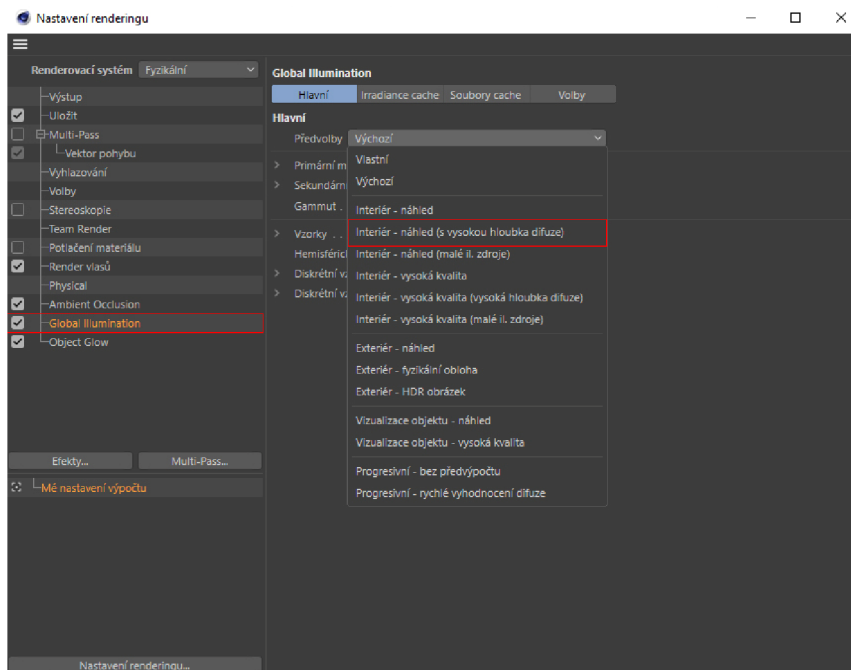 Nastavení renderingu
Renderovací systém Fyzikální
Výstup
Uložit
Multi-Pass
Vektor pohybu
Vyhlazování
Volby
Stereoskopie
Team Render
Potlačení materiálu
Render vlasů
Physical
Ambient Occlusion
Global Illumination
Object Glow
Efekty...
Multi-Pass...
Mé nastavení výpočtu
Nastavení renderingu...
Global Illumination
Hlavní Irradiance cache Soubory cache Volby
Hlavní
Předvolby Výchozí
Primární m
Sekundárn
Gammut .
Vzorky . .
Hemisféric
Diskrétní v
Diskrétní v
Vlastní
Výchozí
Interiér - náhled
Interiér - náhled (s vysokou hloubka difuze)
Interiér - náhled (malé il. zdroje)
Interiér - vysoká kvalita
Interiér - vysoká kvalita (vysoká hloubka difuze)
Interiér - vysoká kvalita (malé il. zdroje)
Exteriér - náhled
Exteriér - fyzikální obloha
Exteriér - HDR obrázek
Vizualizace objektu - náhled
Vizualizace objektu - vysoká kvalita
Progresivní - bez předvýpočtu
Progresivní - rychlé vyhodnocení difuze